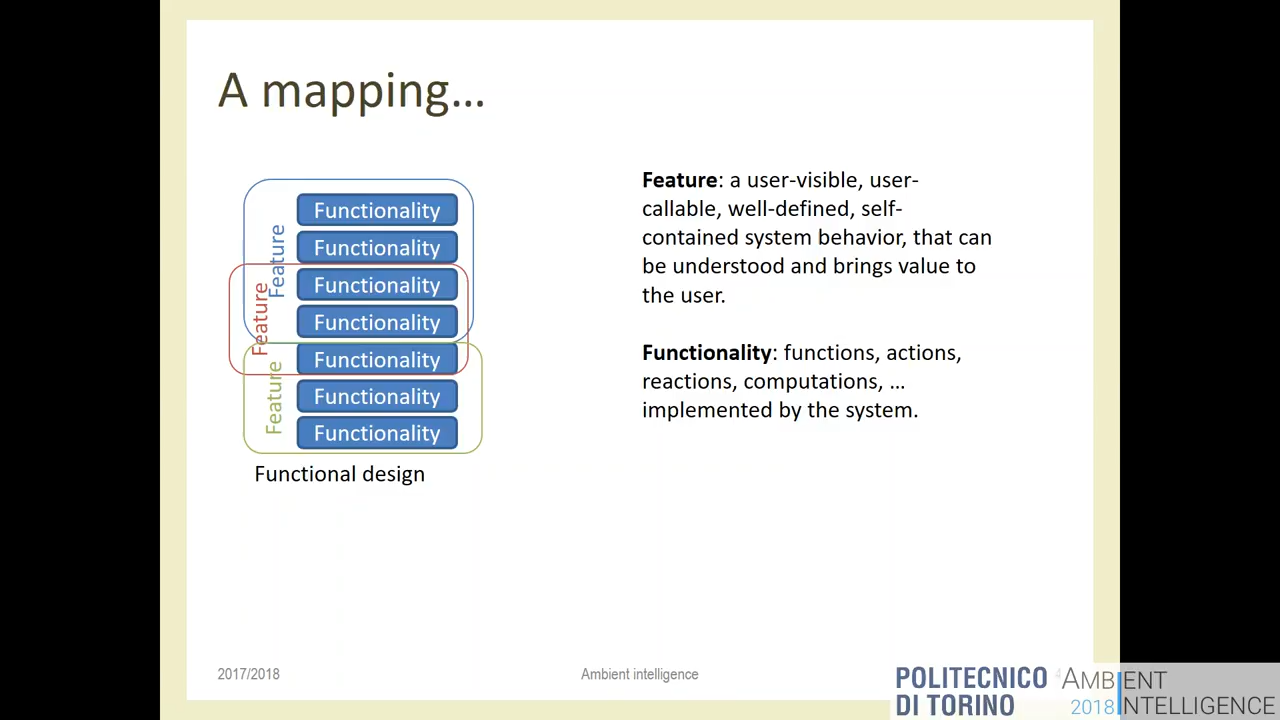 A mapping...
Feature
Feature
Feature
Functionality
Functionality
Functionality
Functionality
Functionality
Functionality
Functionality
Functional design
Feature: a user-visible, user-
callable, well-defined, self-
contained system behavior, that can
be understood and brings value to
the user.
Functionality: functions, actions,
reactions, computations, ...
implemented by the system.
2017/2018
Ambient intelligence
4
POLITECNICO
DI TORINO
AMBIENT
2018 INTELLIGENCE